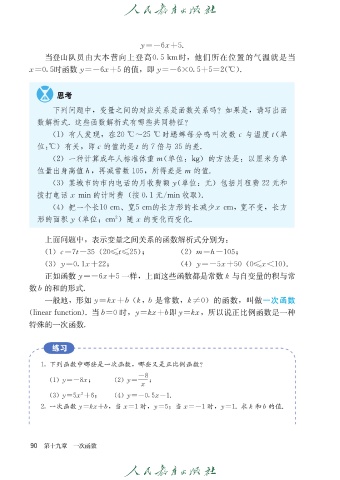 人民教育出版社
y=-6x+5.
当登山队员由大本营向上登高0.5 km时，他们所在位置的气温就是当
x=0.5时函数 y=-6x+5 的值，即 y=-6×0.5+5=2(℃).
思考
下列问题中，变量之间的对应关系是函数关系吗？如果是，请写出函
数解析式. 这些函数解析式有哪些共同特征？
(1) 有人发现，在20 ℃～25 ℃时蟋蟀每分鸣叫次数 c 与温度 t(单
位:℃) 有关，即 c 的值约是 t 的 7 倍与 35 的差.
(2) 一种计算成年人标准体重 m(单位：kg) 的方法是：以厘米为单
位量出身高值 h，再减常数 105，所得差是 m 的值.
(3) 某城市的市内电话的月收费额 y(单位：元) 包括月租费 22 元和
拨打电话 x min 的计时费（按 0.1 元/min 收取）.
(4) 把一个长10 cm、宽5 cm的长方形的长减少x cm，宽不变，长方
形的面积 y (单位：cm²) 随 x 的变化而变化.
上面问题中，表示变量之间关系的函数解析式分别为：
(1) c=7t-35 (20≤t≤25)； (2) m=h-105；
(3) y=0.1x+22； (4) y=-5x+50 (0≤x<10).
正如函数 y=-6x+5 一样，上面这些函数都是常数 k 与自变量的积与常
数 b 的和的形式.
一般地，形如 y=kx+b (k，b 是常数，k≠0) 的函数，叫做一次函数
(linear function). 当 b=0 时，y=kx+b即 y=kx，所以说正比例函数是一种
特殊的一次函数.
练习
1. 下列函数中哪些是一次函数，哪些又是正比例函数？
(1) y=-8x； (2) y=-8/x；
(3) y=5x²+6； (4) y=-0.5x-1.
2. 一次函数 y=kx+b，当 x=1 时，y=5；当 x=-1 时，y=1. 求 k 和 b 的值.
90 第十九章 一次函数
人民教育出版社